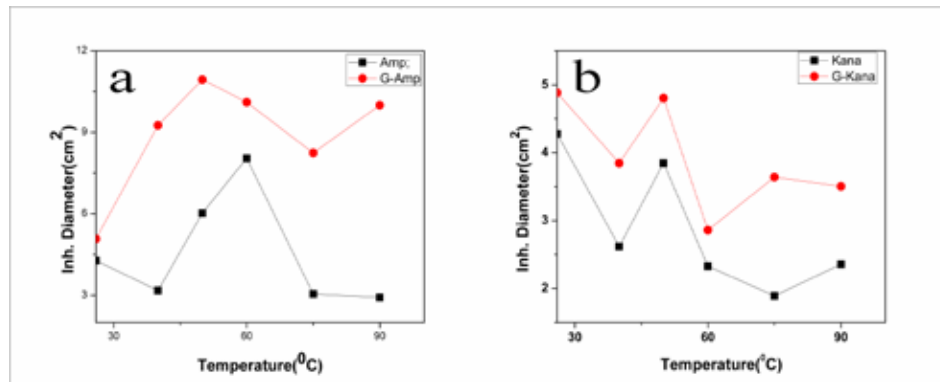 a
Amp;
G-Amp
12
9
6
3
Inh. Diameter(cm²)
30
60
90
Temperature(⁰C)
b
Kana
G-Kana
5
4
3
2
Inh. Diameter(cm²)
30
60
90
Temperature(°C)